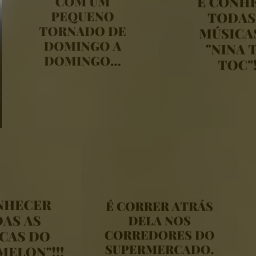 COM UM
PEQUENO
TORNADO DE
DOMINGO A
DOMINGO...
E CONHE
TODAS
MÚSICAS
"NINA T
TOC"!
NHECER
DAS AS
CAS DO
MELON"!!!
É CORRER ATRÁS
DELA NOS
CORREDORES DO
SUPERMERCADO,